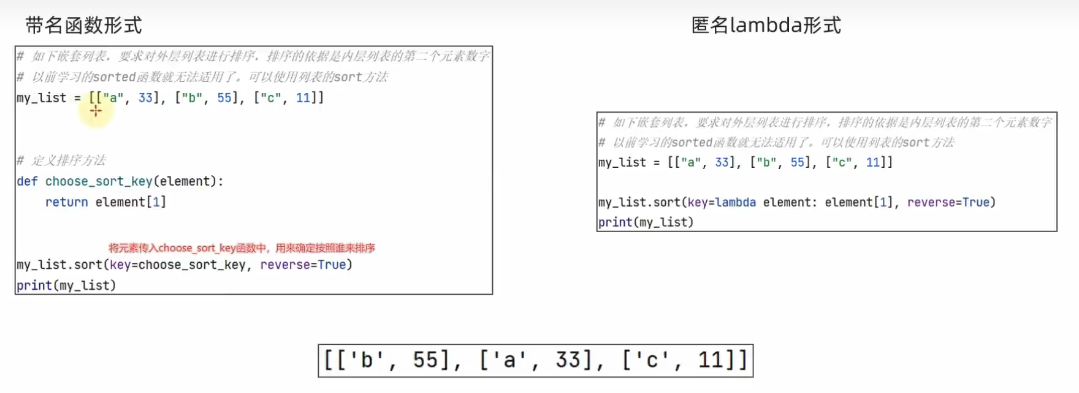 带名函数形式
# 如下嵌套列表，要求对外层列表进行排序，排序的依据是内层列表的第二个元素数字
# 以前学习的sorted函数就无法适用了。可以使用列表的sort方法
my_list = [["a", 33], ["b", 55], ["c", 11]]
# 定义排序方法
def choose_sort_key(element):
    return element[1]
将元素传入choose_sort_key函数中，用来确定按照谁来排序
my_list.sort(key=choose_sort_key, reverse=True)
print(my_list)
匿名lambda形式
# 如下嵌套列表，要求对外层列表进行排序，排序的依据是内层列表的第二个元素数字
# 以前学习的sorted函数就无法适用了。可以使用列表的sort方法
my_list = [["a", 33], ["b", 55], ["c", 11]]
my_list.sort(key=lambda element: element[1], reverse=True)
print(my_list)
[['b', 55], ['a', 33], ['c', 11]]